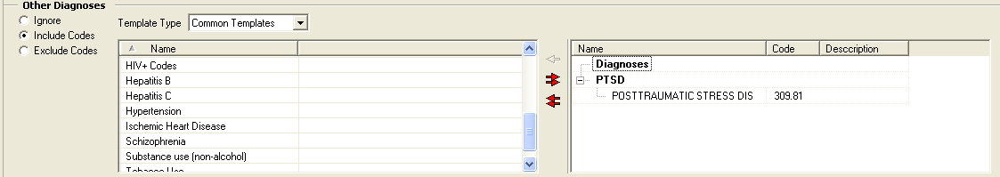 Other Diagnoses
Ignore
Include Codes
Exclude Codes
Template Type Common Templates
Name
HIV+ Codes
Hepatitis B
Hepatitis C
Hypertension
Ischemic Heart Disease
Schizophrenia
Substance use (non-alcohol)
Tobacco Use
Name Code Desccription
Diagnoses
PTSD
POSTTRAUMATIC STRESS DIS 309.81